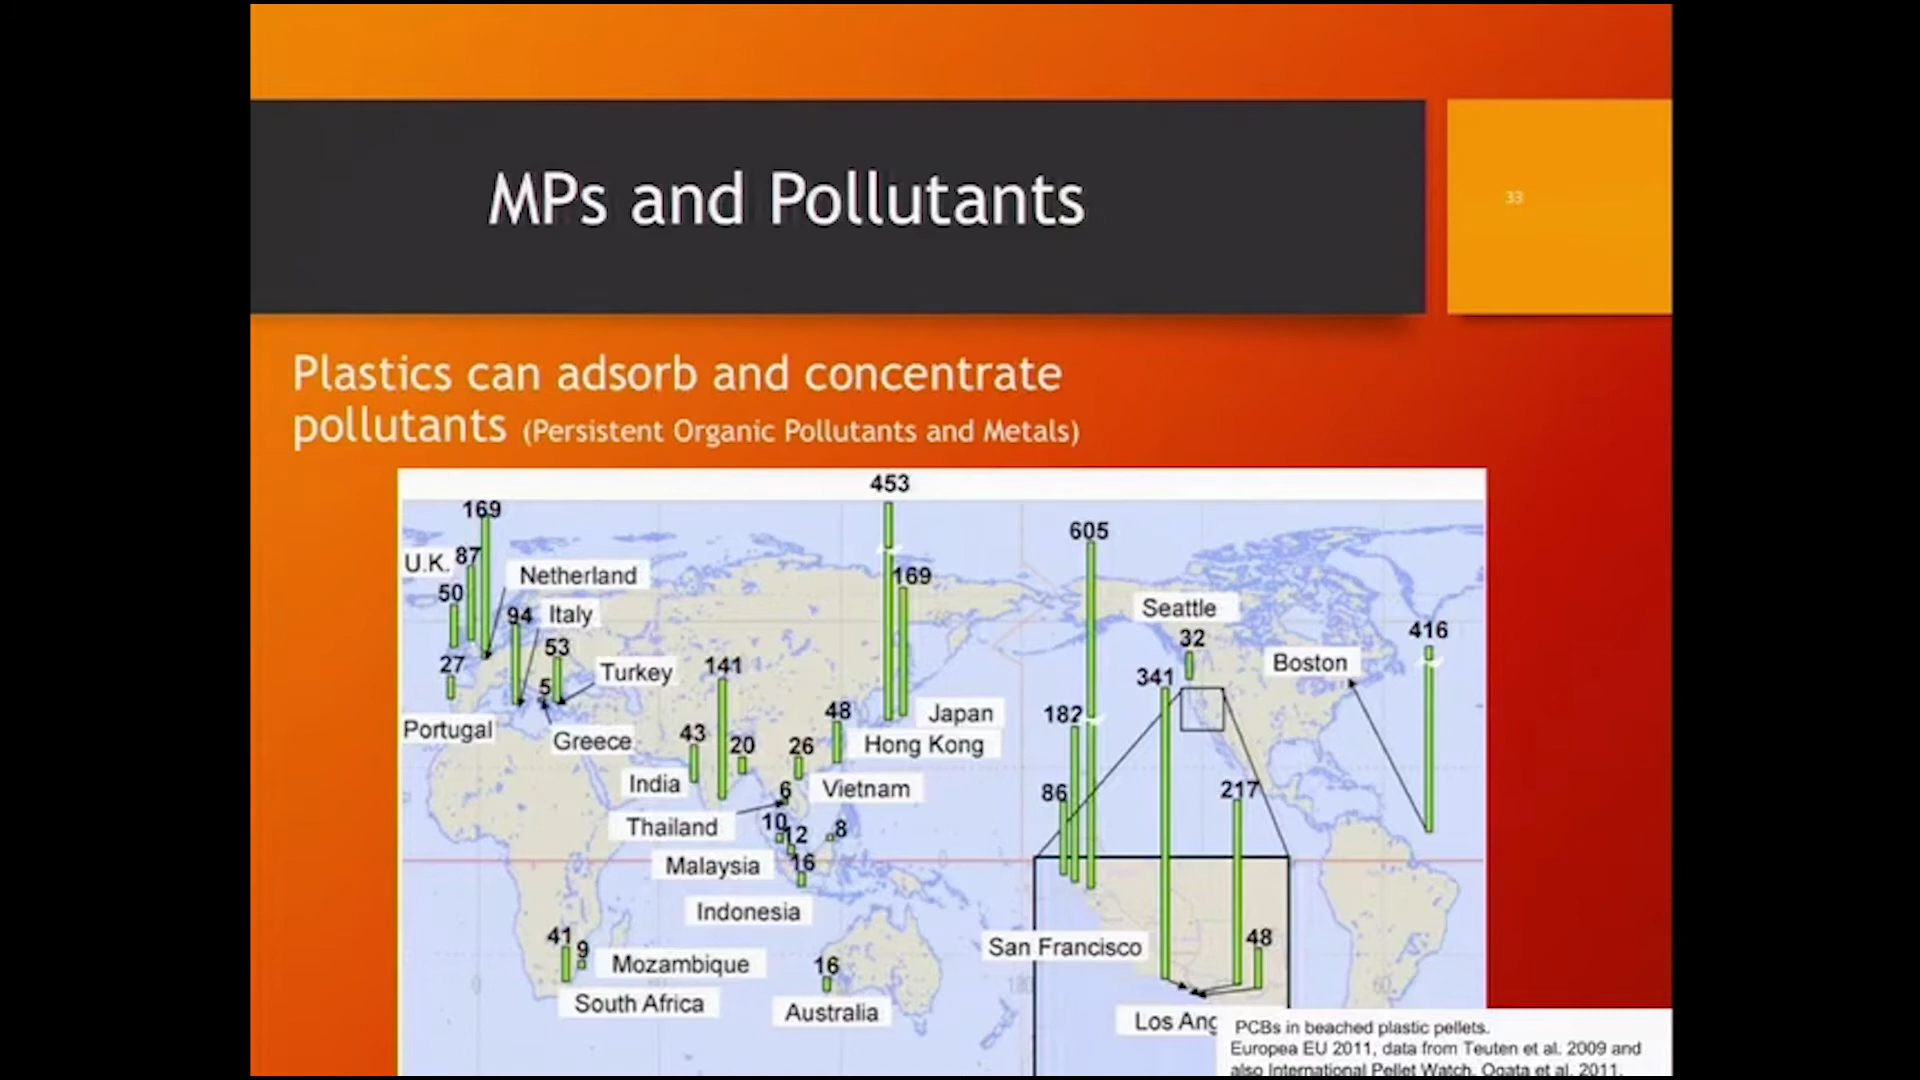 MPs and Pollutants
33
Plastics can adsorb and concentrate
pollutants (Persistent Organic Pollutants and Metals)
453
169
605
U.K.
87
Netherland
169
50
94
Italy
Seattle
416
53
32
27
Turkey
141
Boston
5
341
Portugal
48
Japan
182
Greece
43
20
26
Hong Kong
India
6
Vietnam
86
217
Thailand
10
12
8
Malaysia
16
Indonesia
41
9
San Francisco
48
Mozambique
16
0
180
60
South Africa
Australia
Los Ang
PCBs in beached plastic pellets.
Europea EU 2011, data from Teuten et al. 2009 and
also International Pellet Watch, Ogata et al. 2011.